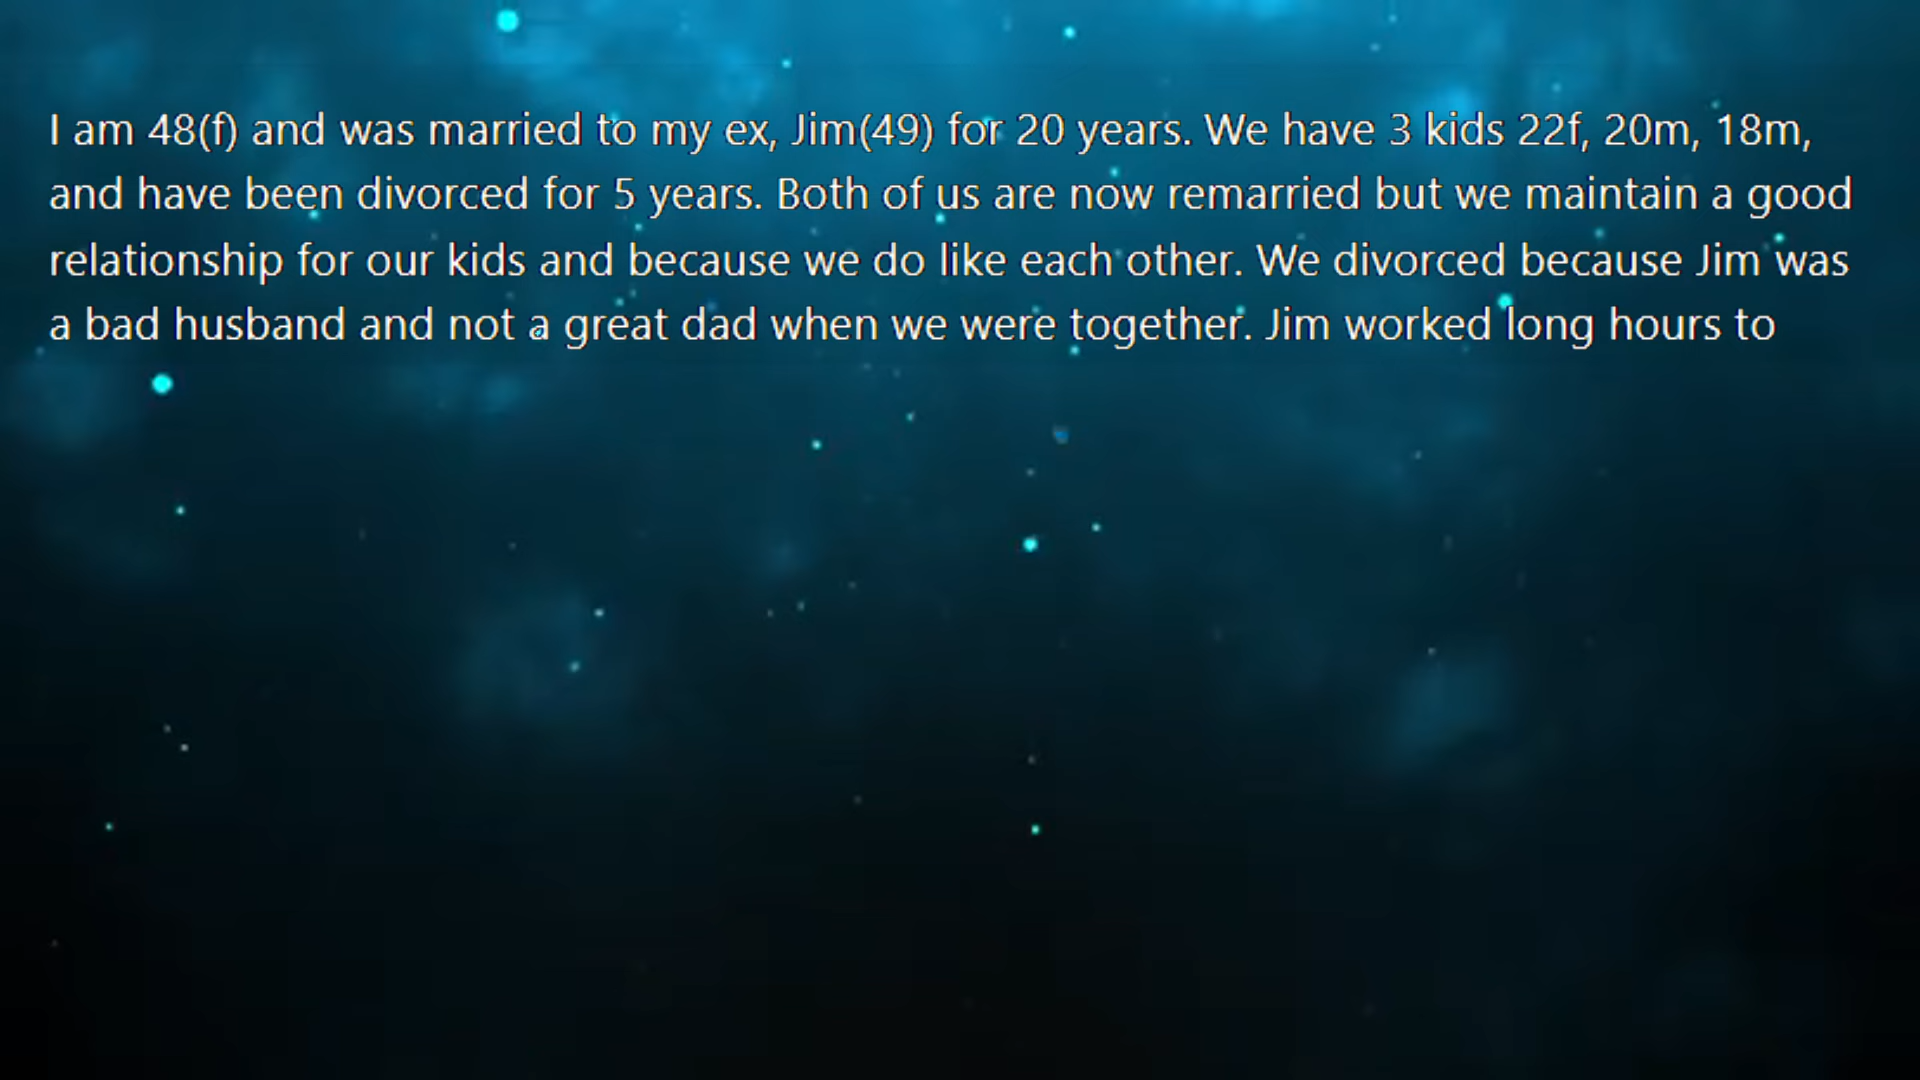 I am 48(f) and was married to my ex, Jim(49) for 20 years. We have 3 kids 22f, 20m, 18m,
and have been divorced for 5 years. Both of us are now remarried but we maintain a good
relationship for our kids and because we do like each other. We divorced because Jim was
a bad husband and not a great dad when we were together. Jim worked long hours to